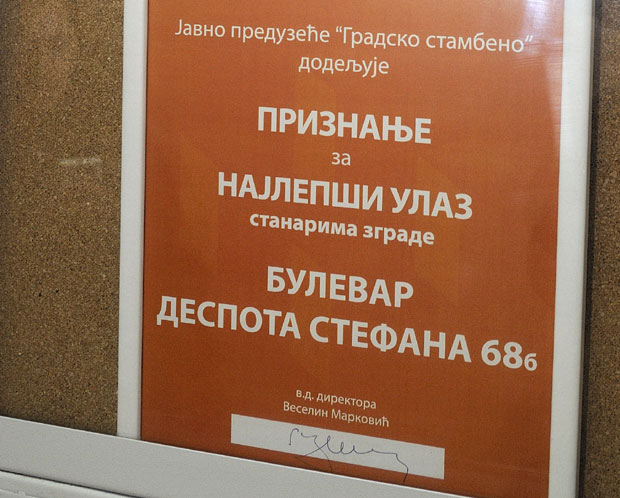 Јавно предузеће “Градско стамбено“
додељује
ПРИЗНАЊЕ
за
НАЈЛЕПШИ УЛАЗ
станарима зграде
БУЛЕВАР
ДЕСПОТА СТЕФАНА 68б
в.д. директора
Веселин Марковић